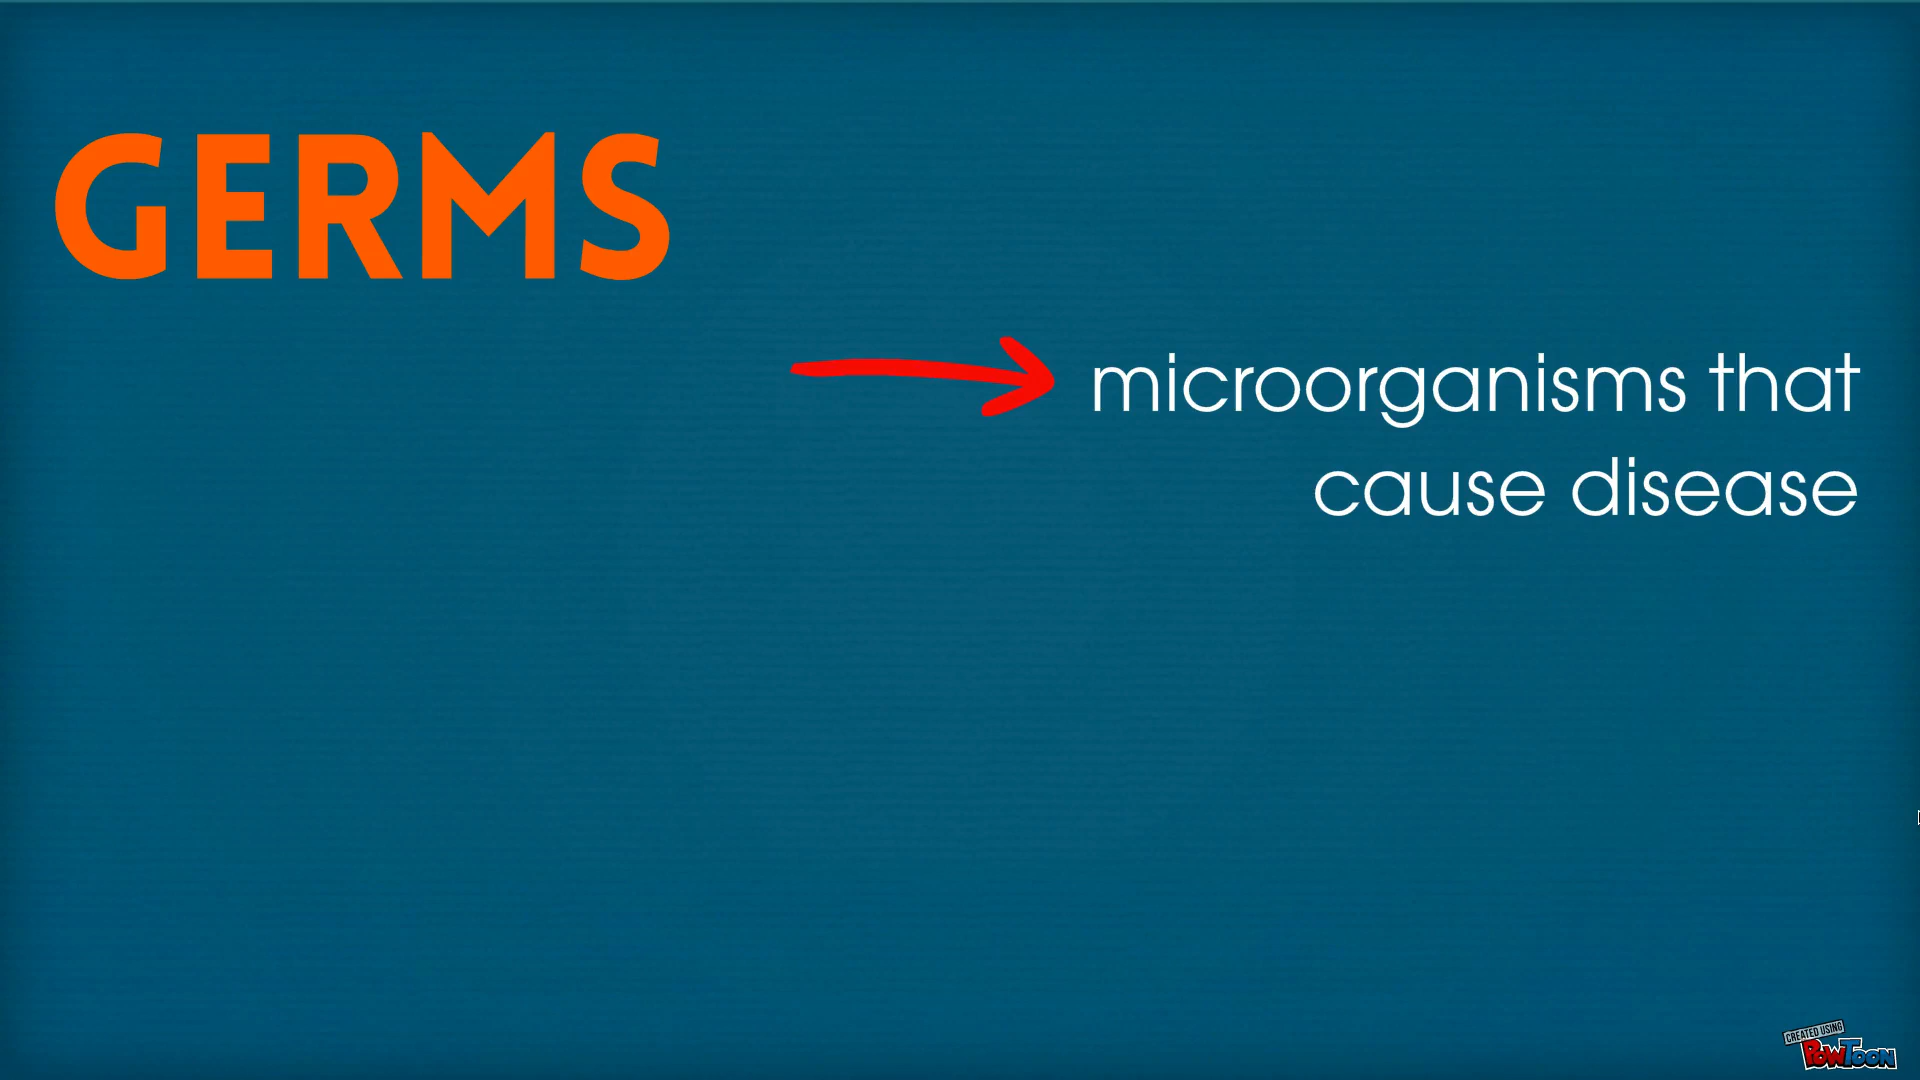 GERMS
microorganisms that
cause disease
CREATED USING
PowToon